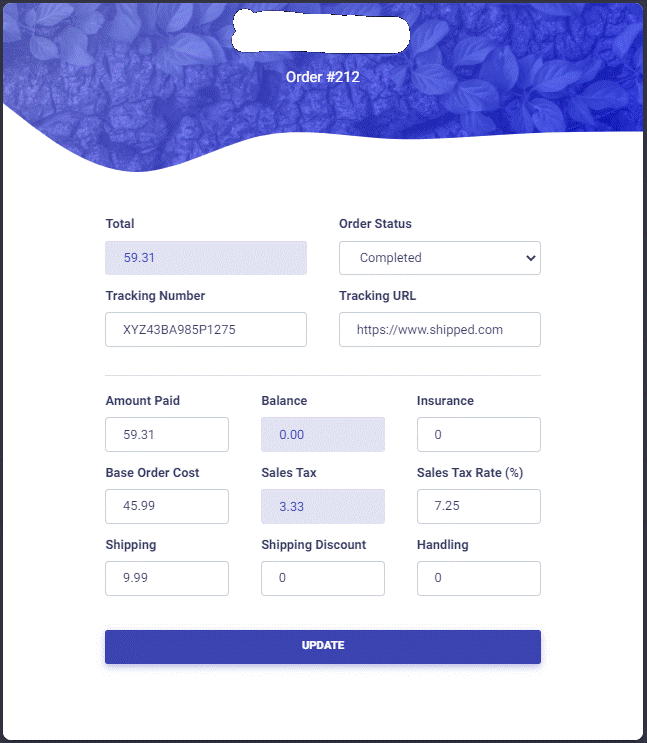 Order #212
Total
Order Status
59.31
Completed
Tracking Number
Tracking URL
XYZ43BA985P1275
https://www.shipped.com
Amount Paid
Balance
Insurance
59.31
0.00
0
Base Order Cost
Sales Tax
Sales Tax Rate (%)
45.99
3.33
7.25
Shipping
Shipping Discount
Handling
9.99
0
0
UPDATE